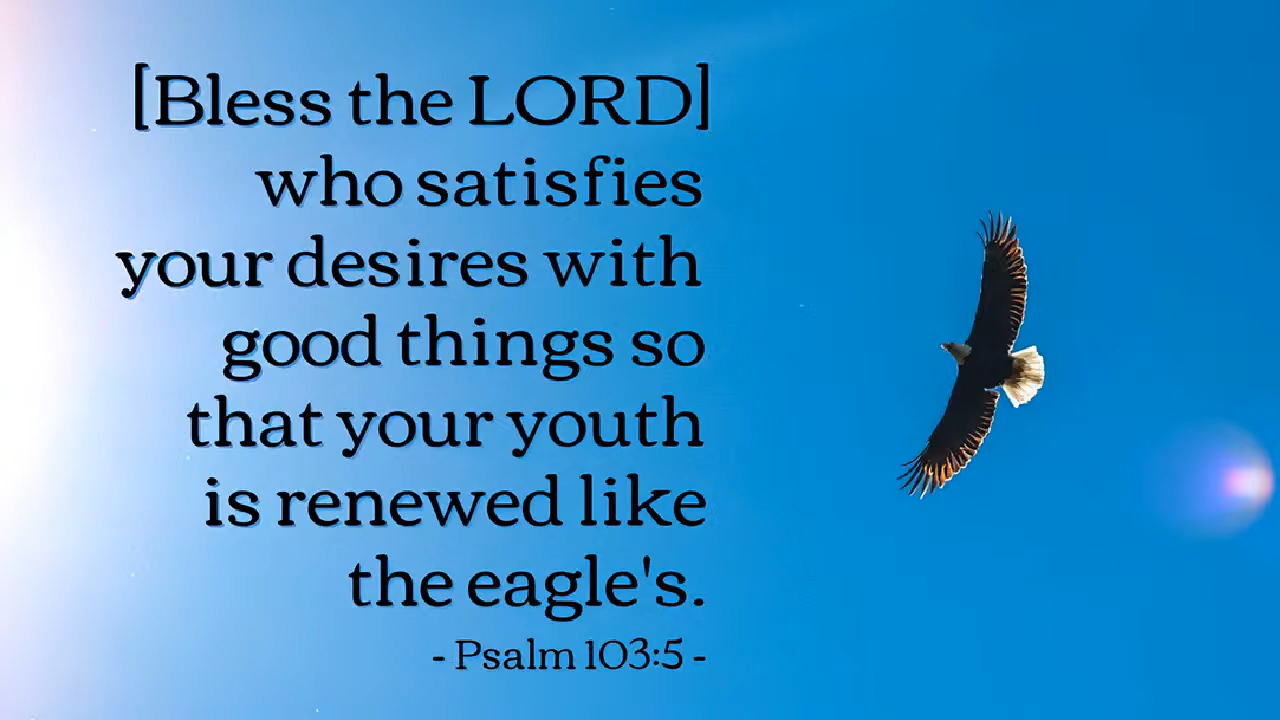 [Bless the LORD]
who satisfies
your desires with
good things so
that your youth
is renewed like
the eagle's.
- Psalm 103:5 -